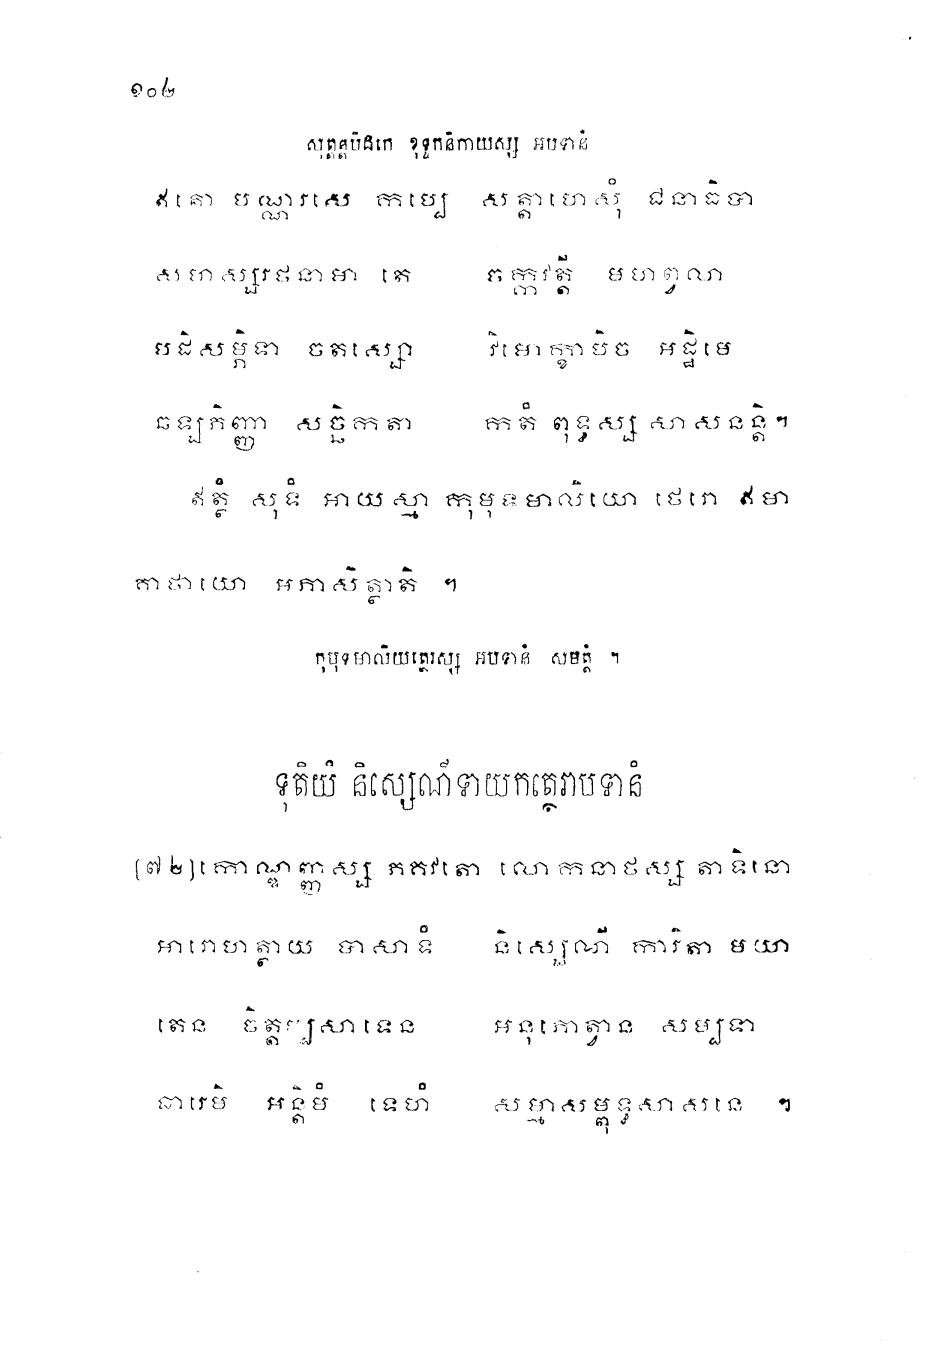 ១០២
សុត្តន្តបិដកេ ខុទ្ទកនិកាយស្ស អបទានំ
ឥតោ បណ្ណរសេ កប្បេ សត្តាហេសុំ ជនាធិបា
សហស្សរថនាមា តេ ចក្កវត្តី មហព្វលា
បដិសម្ភិទា ចតស្សោ វិមោក្ខាបិច អដ្ឋិមេ
ឆឡភិញ្ញា សច្ឆិកតា កតំ ពុទ្ធស្ស សាសនន្តិ។
ឥត្ថំ សុទំ អាយស្មា កុមុទមាលិយោ ថេរោ ឥមា
គាថាយោ អភាសិត្ថាតិ ។
កុមុទមាលិយត្ថេរស្ស អបទានំ សមត្តំ ។
ទុតិយំ និស្សេណីទាយកត្ថេរាបទានំ
(៧២) កោណ្ឌញ្ញស្ស ភគវតោ លោកនាថស្ស តាទិនោ
អារោហត្ថាយ បាសាទំ និស្សេណី ការិតា មយា
តេន ចិត្តប្បសាទេន អនុភោត្វាន សម្បទា
ធារេមិ អន្តិមំ ទេហំ សម្មាសម្ពុទ្ធសាសនេ ។